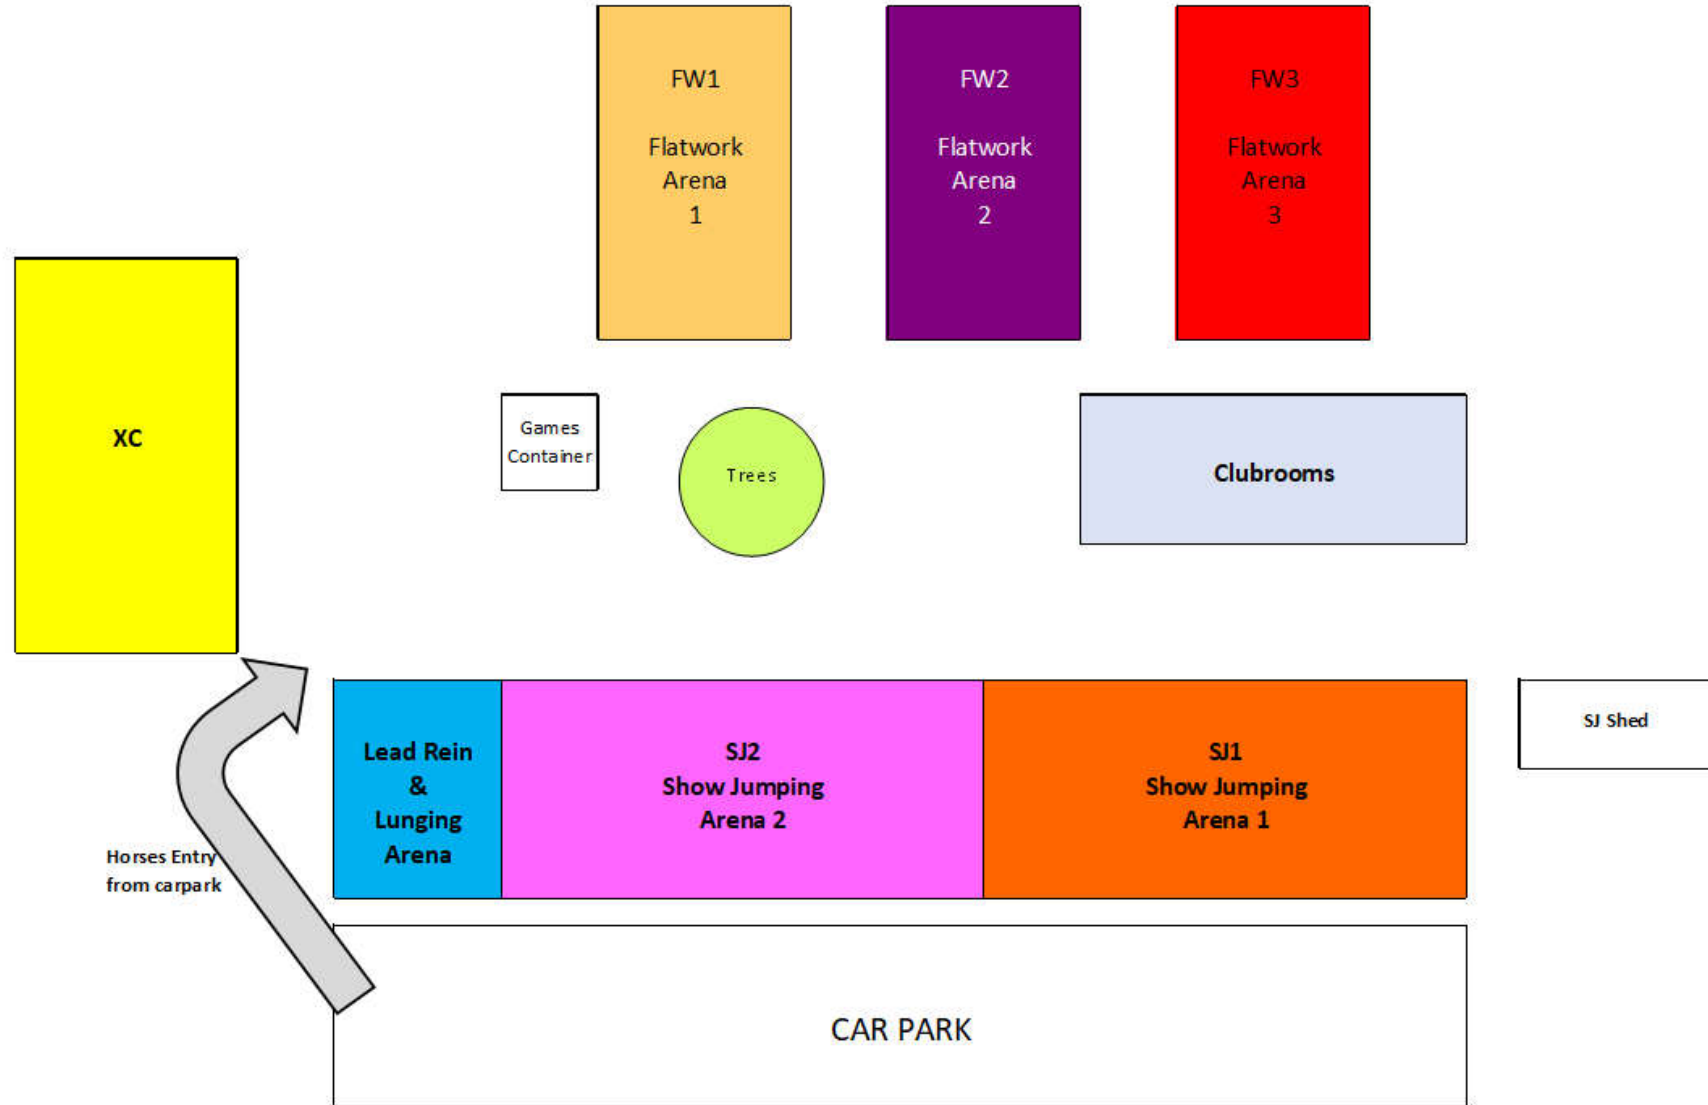 FW1
Flatwork
Arena
1
FW2
Flatwork
Arena
2
FW3
Flatwork
Arena
3
XC
Games
Container
Trees
Clubrooms
Lead Rein
&
Lunging
Arena
SJ2
Show Jumping
Arena 2
SJ1
Show Jumping
Arena 1
SJ Shed
Horses Entry
from carpark
CAR PARK